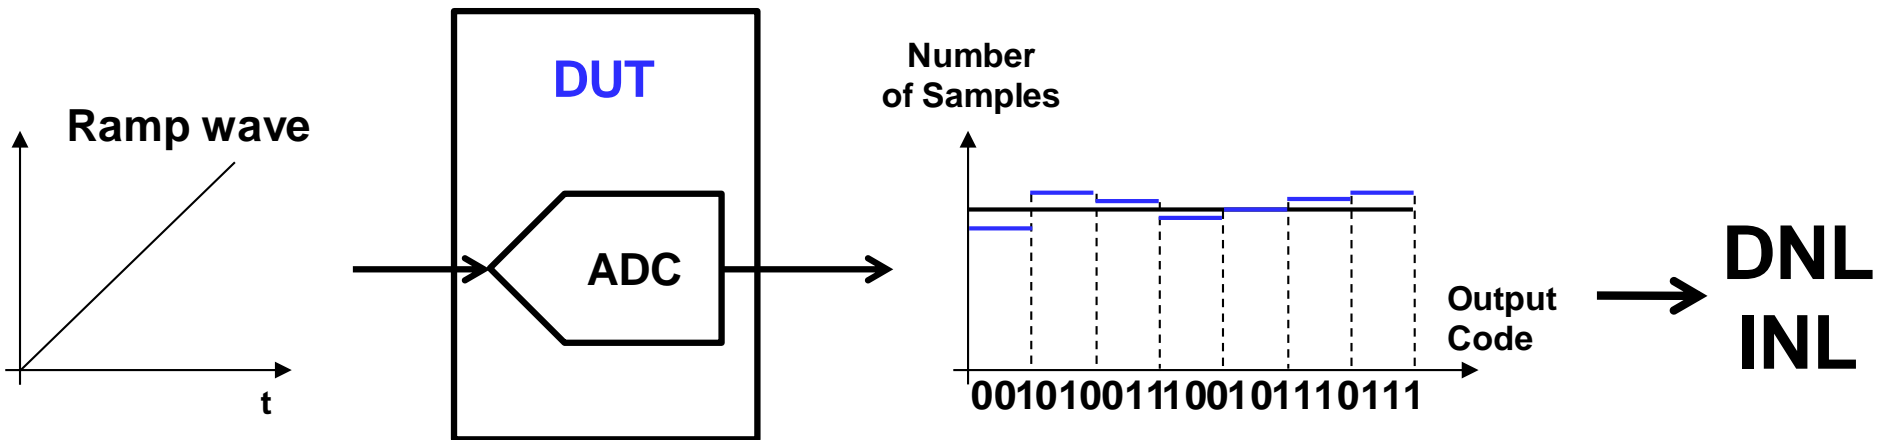 Ramp wave
t
DUT
ADC
Number
of Samples
Output
Code
001010011100101110111
DNL
INL